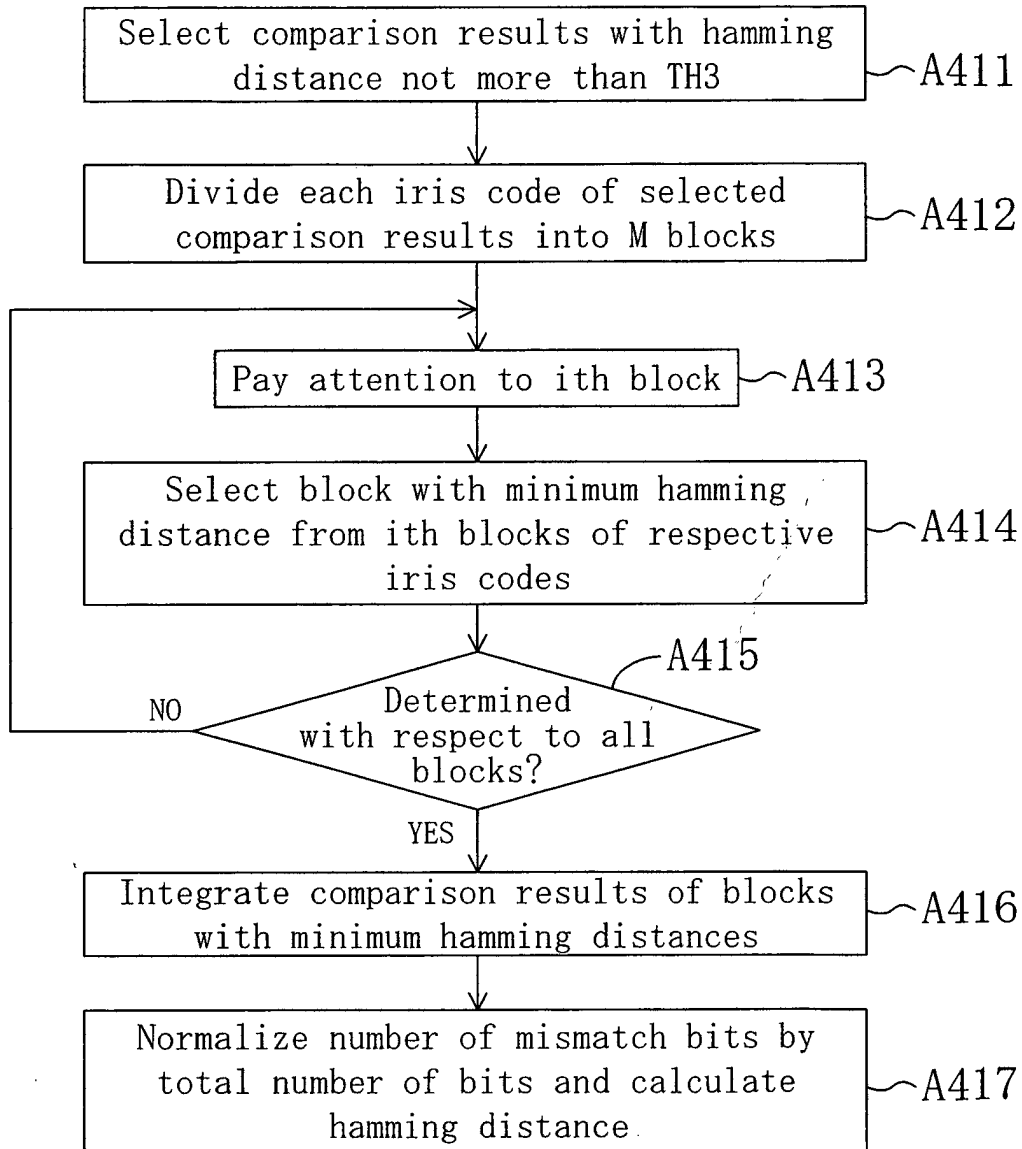 Select comparison results with hamming
distance not more than TH3
A411
Divide each iris code of selected
comparison results into M blocks
A412
Pay attention to ith block
A413
Select block with minimum hamming
distance from ith blocks of respective
iris codes
A414
A415
Determined
with respect to all
blocks?
NO
YES
Integrate comparison results of blocks
with minimum hamming distances
A416
Normalize number of mismatch bits by
total number of bits and calculate
hamming distance
A417